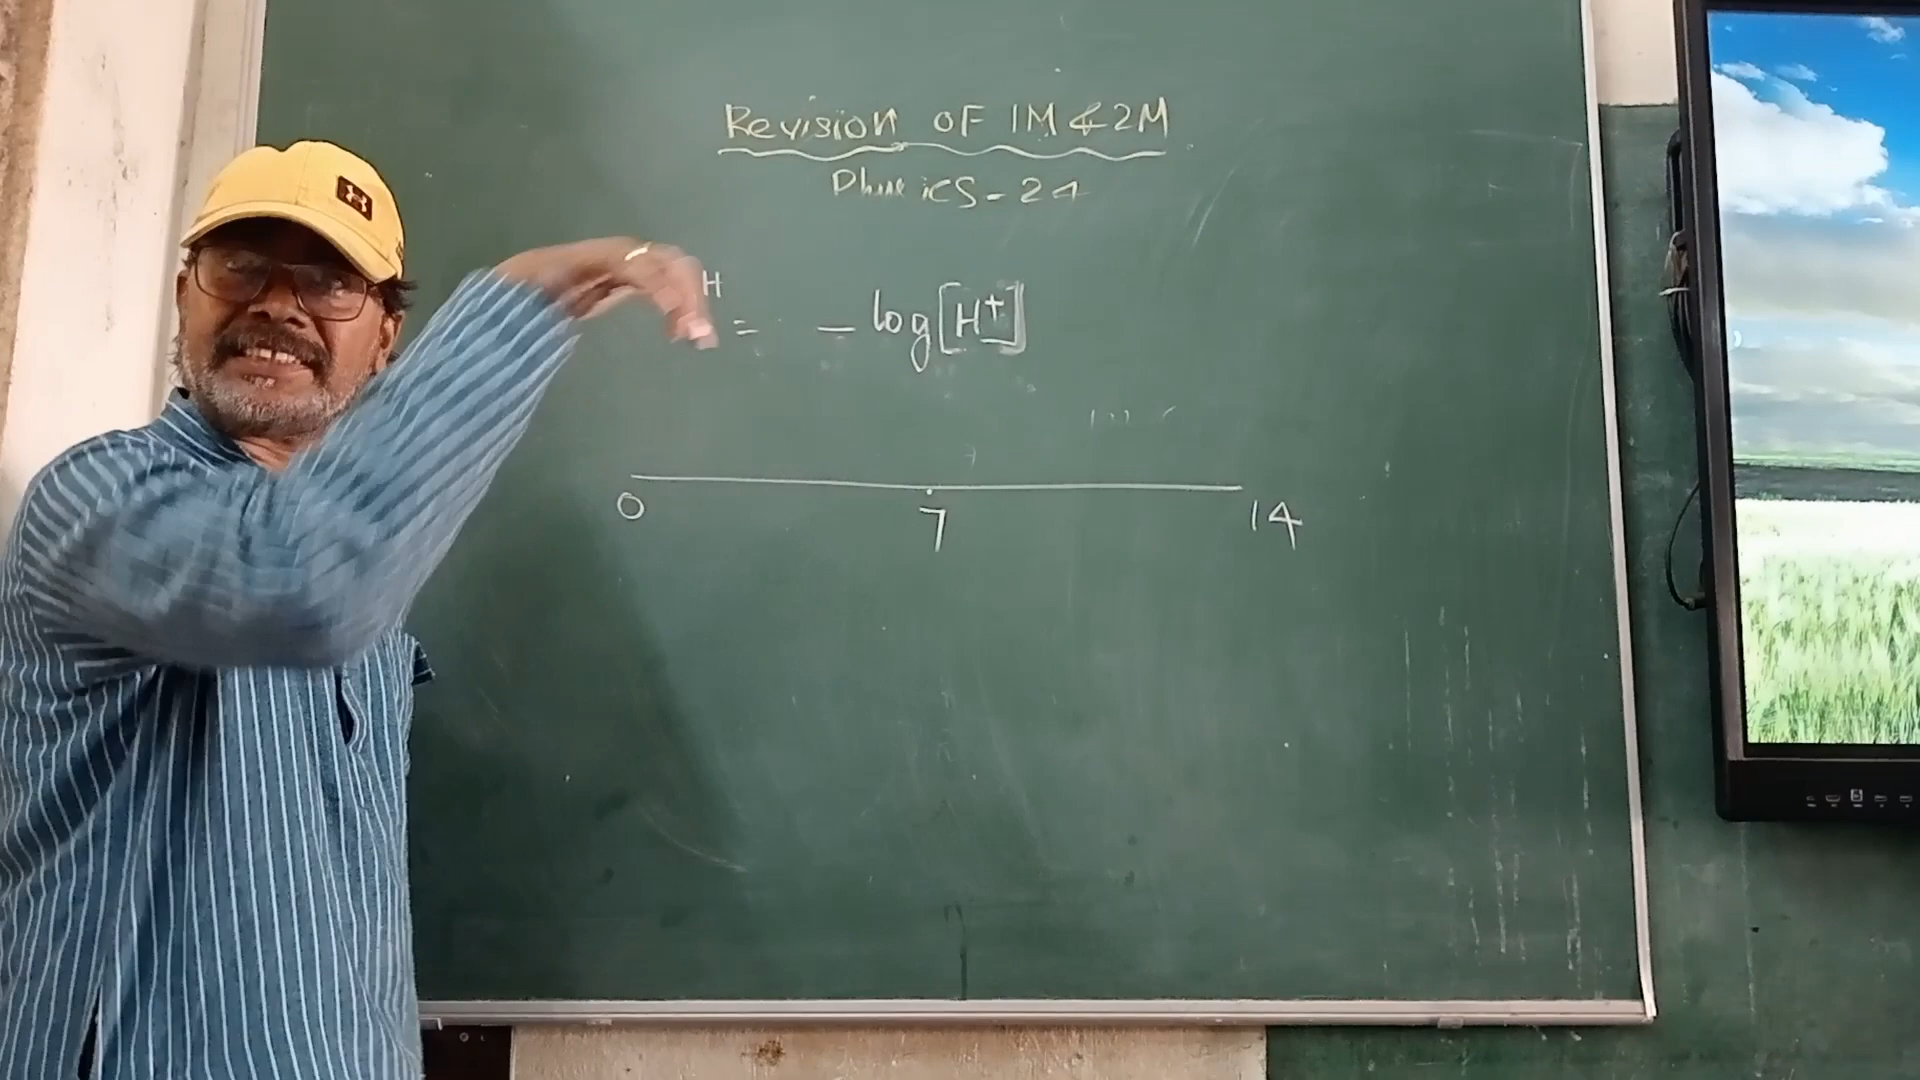 Revision OF 1M & 2M
Physics - 24
H
= - log[H+]
0 7 14